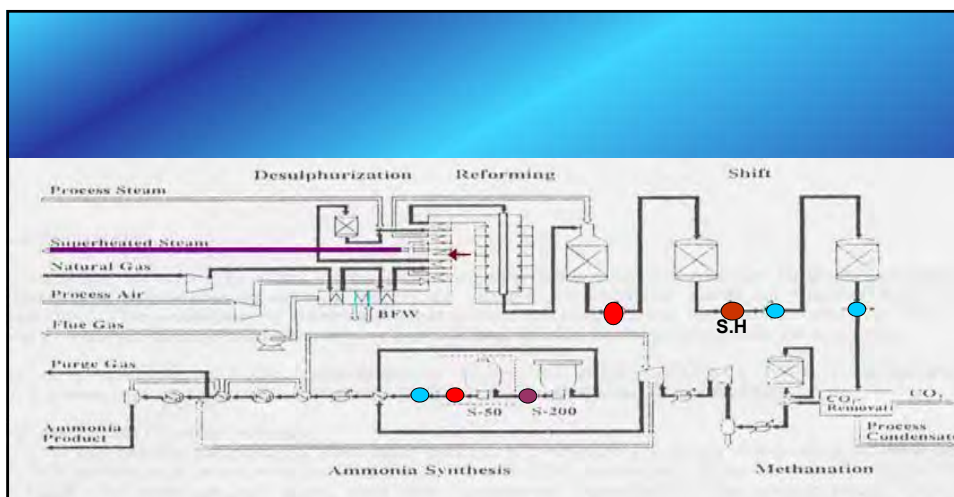 Desulphurization Reforming Shift
Process Steam
Superheated Steam
Natural Gas
Process Air
BFW
Flue Gas
S.H
Purge Gas
S-50 S-200
CO2
Removal
CO2
Ammonia
Product
Process
Condensate
Ammonia Synthesis Methanation